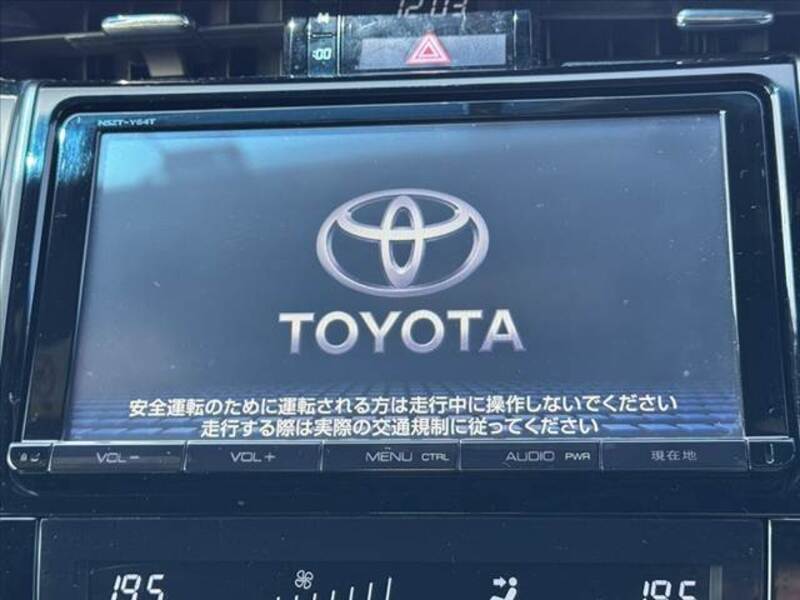 12:03
:00
NSZT-Y64T
TOYOTA
安全運転のために運転される方は走行中に操作しないでください
走行する際は実際の交通規制に従ってください
VOL − VOL + MENU CTRL AUDIO PWR 現在地
19.5 19.5